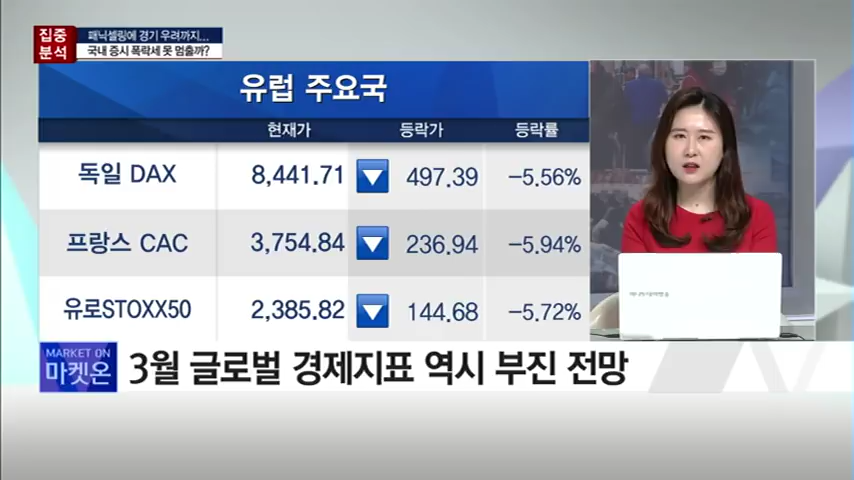 집중
분석
패닉셀링에 경기 우려까지...
국내 증시 폭락세 못 멈출까?
유럽 주요국
현재가 등락가 등락률
독일 DAX 8,441.71 497.39 -5.56%
프랑스 CAC 3,754.84 236.94 -5.94%
유로STOXX50 2,385.82 144.68 -5.72%
MARKET ON
마켓온
3월 글로벌 경제지표 역시 부진 전망